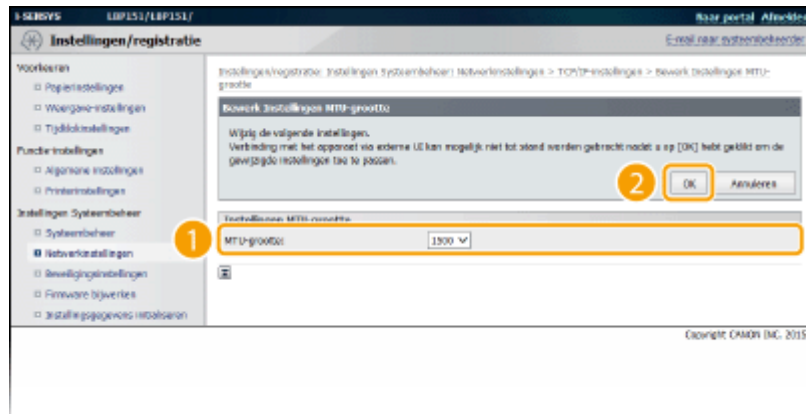 i-SENSYS LBP151/LBP151/ Naar portal Afmelden
Instellingen/registratie E-mail naar systeembeheerder
Voorkeuren
Papierinstellingen
Weergave-instellingen
Tijdklokinstellingen
Functie-instellingen
Algemene instellingen
Printerinstellingen
Instellingen Systeembeheer
Systeembeheer
Netwerkinstellingen
Beveiligingsinstellingen
Firmware bijwerken
Instellingsgegevens initialiseren
Instellingen/registratie: Instellingen Systeembeheer: Netwerkinstellingen > TCP/IP-instellingen > Bewerk Instellingen MTU-
grootte
Bewerk Instellingen MTU-grootte
Wijzig de volgende instellingen.
Verbinding met het apparaat via externe UI kan mogelijk niet tot stand worden gebracht nadat u op [OK] hebt geklikt om de
gewijzigde instellingen toe te passen.
2 OK Annuleren
Instellingen MTU-grootte
1 MTU-grootte: 1500
Copyright CANON INC. 2015